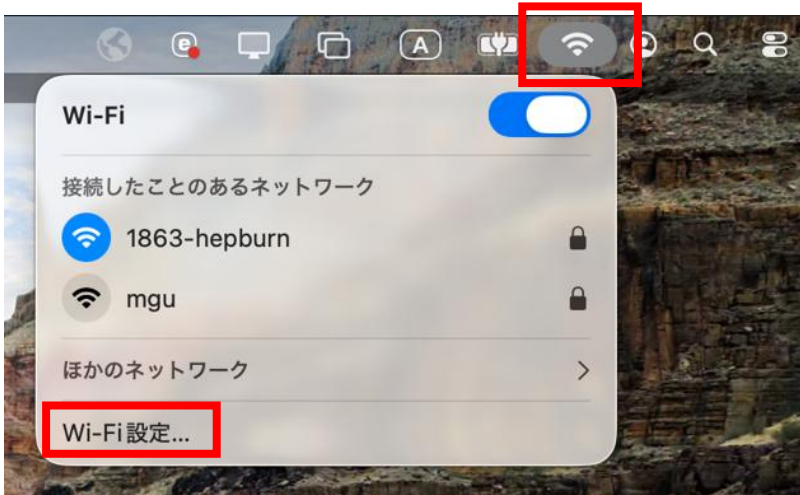 e
A
Wi-Fi
接続したことのあるネットワーク
1863-hepburn
mgu
ほかのネットワーク
Wi-Fi設定...